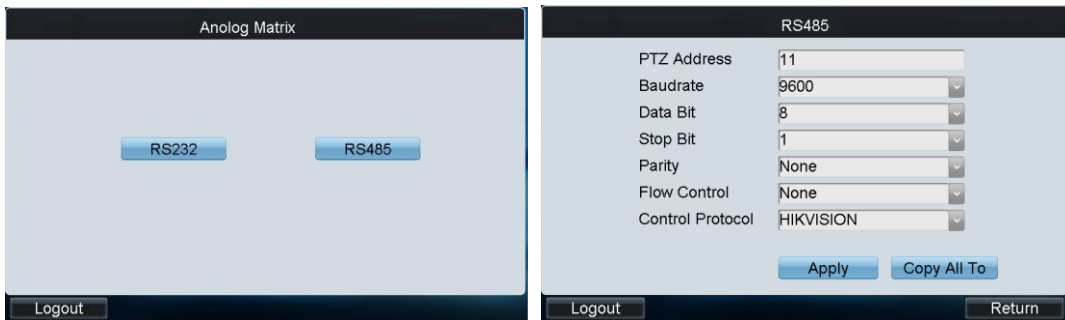 Anolog Matrix
RS232 RS485
Logout
RS485
PTZ Address 11
Baudrate 9600
Data Bit 8
Stop Bit 1
Parity None
Flow Control None
Control Protocol HIKVISION
Apply Copy All To
Logout Return